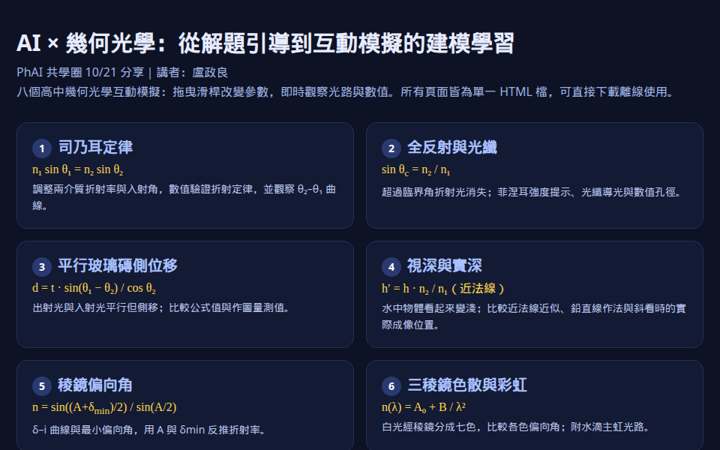 AI × 幾何光學：從解題引導到互動模擬的建模學習
PhAI 共學圈 10/21 分享 | 講者：盧政良
八個高中幾何光學互動模擬：拖曳滑桿改變參數，即時觀察光路與數值。所有頁面皆為單一 HTML 檔，可直接下載離線使用。
1 司乃耳定律
n₁ sin θ₁ = n₂ sin θ₂
調整兩介質折射率與入射角，數值驗證折射定律，並觀察 θ₂–θ₁ 曲
線。
2 全反射與光纖
sin θc = n₂ / n₁
超過臨界角折射光消失；菲涅耳強度提示、光纖導光與數值孔徑。
3 平行玻璃磚側位移
d = t · sin(θ₁ − θ₂) / cos θ₂
出射光與入射光平行但側移；比較公式值與作圖量測值。
4 視深與實深
h′ = h · n₂ / n₁（近法線）
水中物體看起來變淺；比較近法線近似、鉛直線作法與斜看時的實
際成像位置。
5 稜鏡偏向角
n = sin((A+δmin)/2) / sin(A/2)
δ–i 曲線與最小偏向角，用 A 與 δmin 反推折射率。
6 三稜鏡色散與彩虹
n(λ) = A₀ + B / λ²
白光經稜鏡分成七色，比較各色偏向角；附水滴主虹光路。